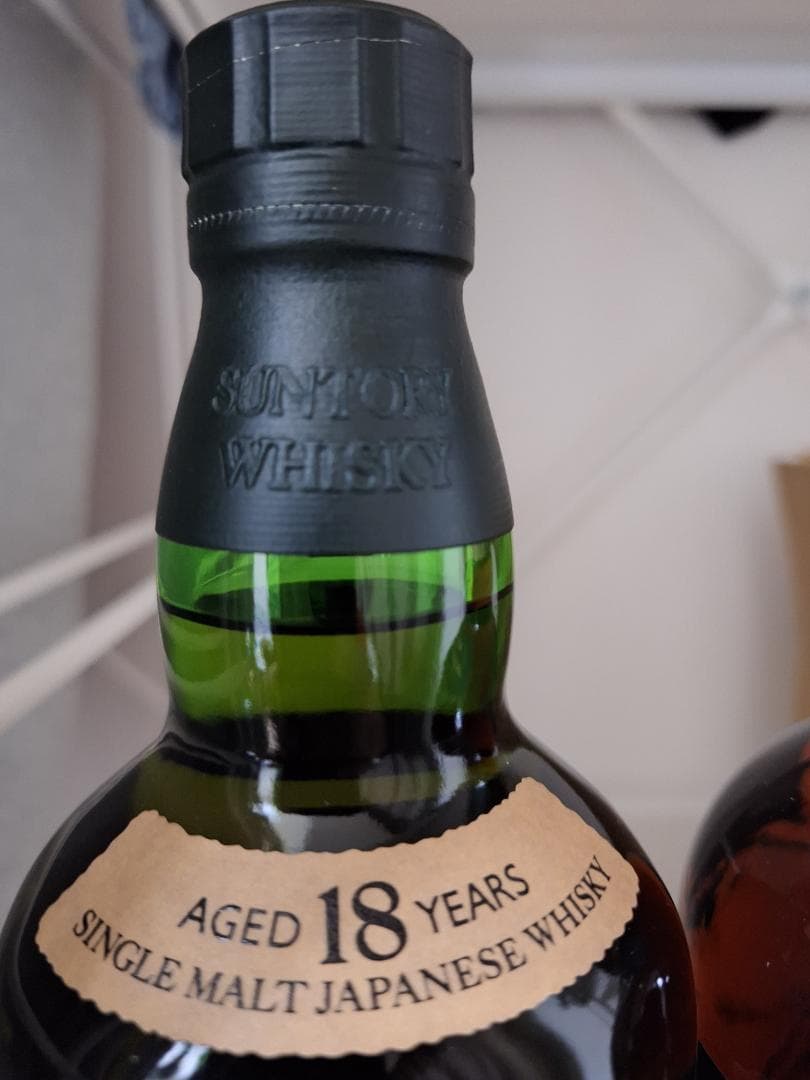 SUNTORY
WHISKY
AGED 18 YEARS
SINGLE MALT JAPANESE WHISKY